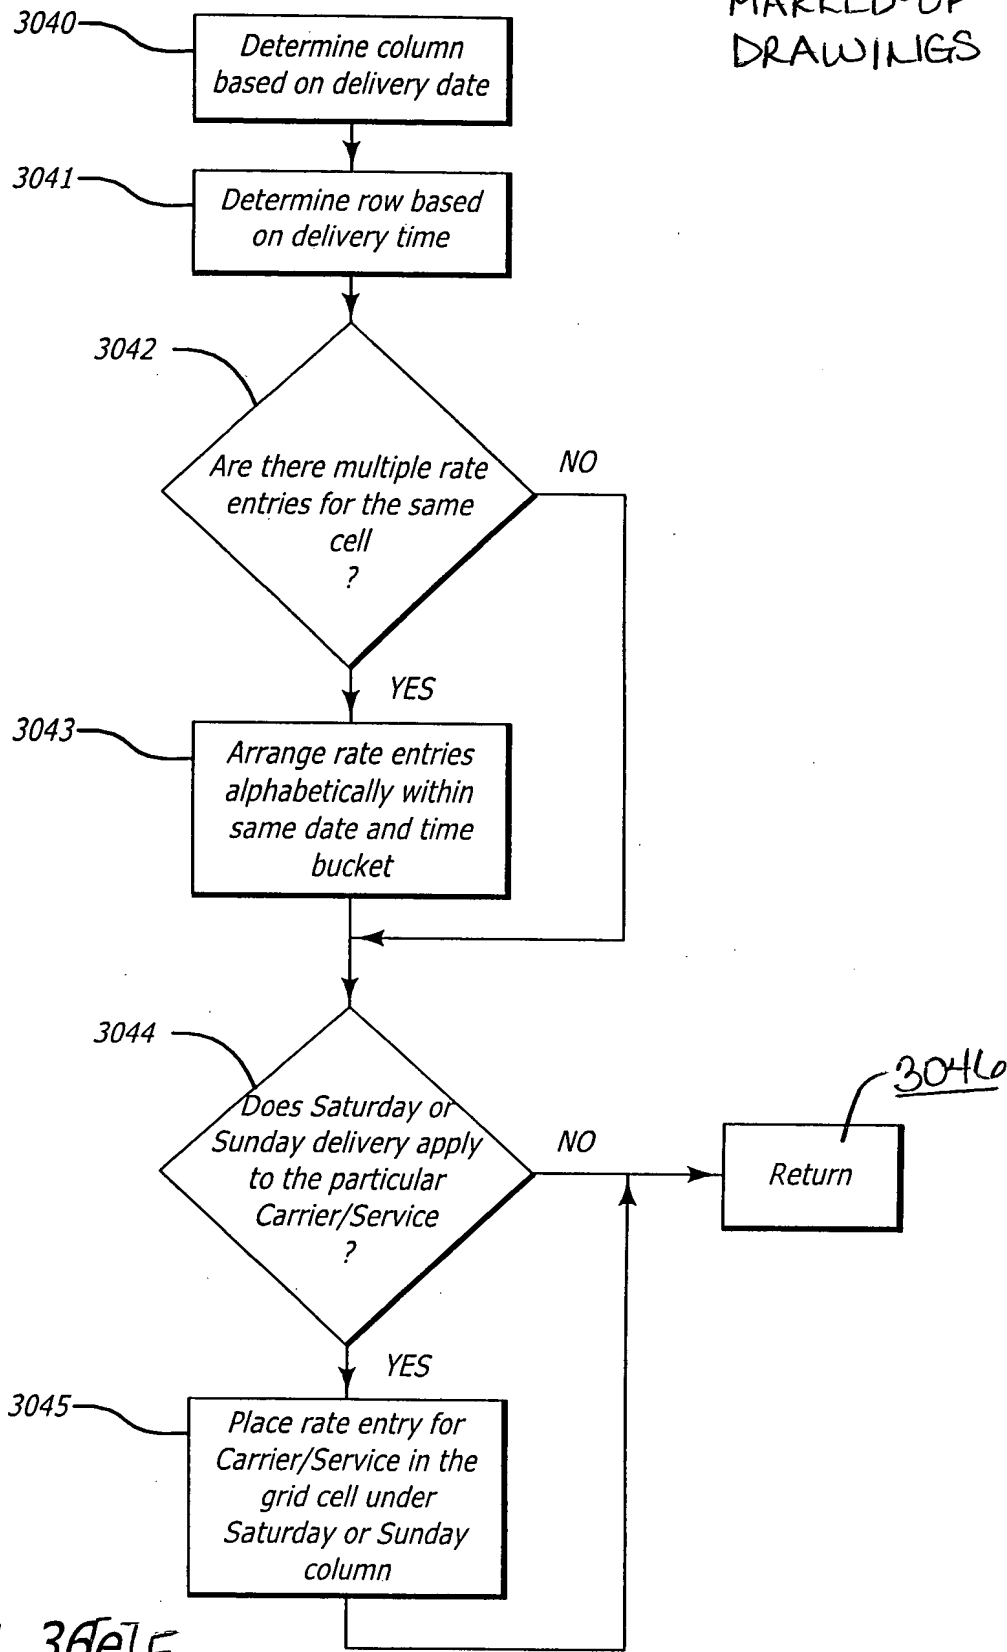 MARKED-UP
DRAWINGS
3040
Determine column
based on delivery date
3041
Determine row based
on delivery time
3042
Are there multiple rate
entries for the same
cell
?
NO
YES
3043
Arrange rate entries
alphabetically within
same date and time
bucket
3044
Does Saturday or
Sunday delivery apply
to the particular
Carrier/Service
?
NO
3046
Return
YES
3045
Place rate entry for
Carrier/Service in the
grid cell under
Saturday or Sunday
column